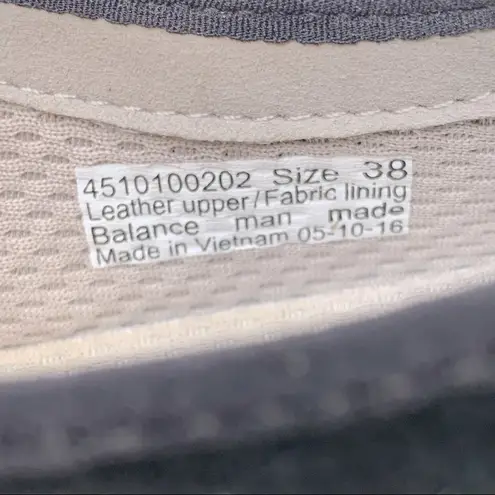 4510100202 Size 38
Leather upper/Fabric lining
Balance man made
Made in Vietnam 05-10-16